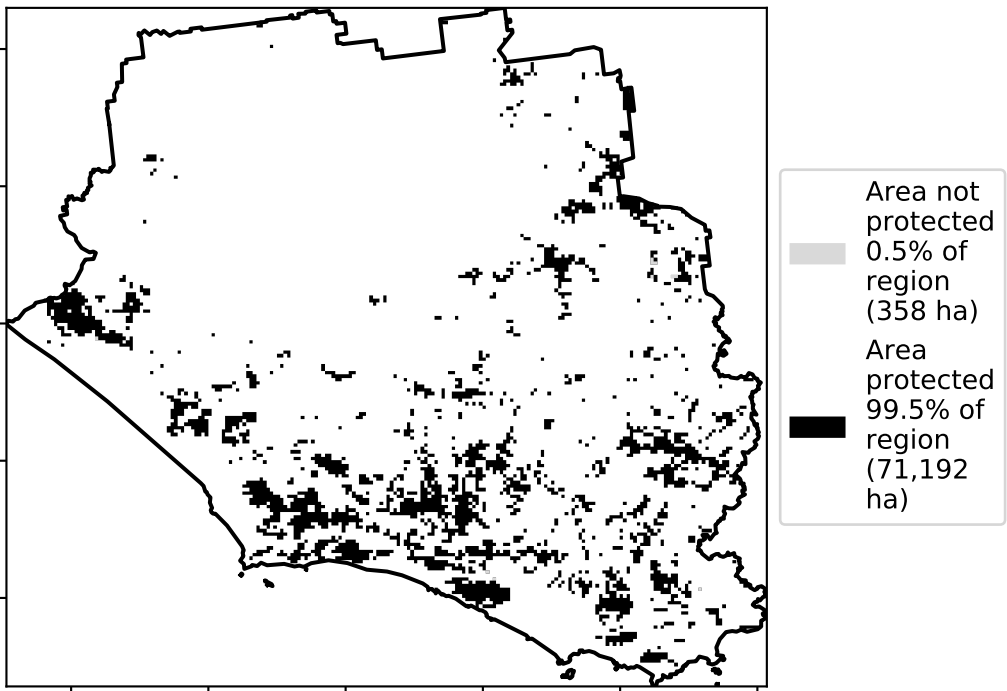 Area not
protected
0.5% of
region
(358 ha)
Area
protected
99.5% of
region
(71,192
ha)